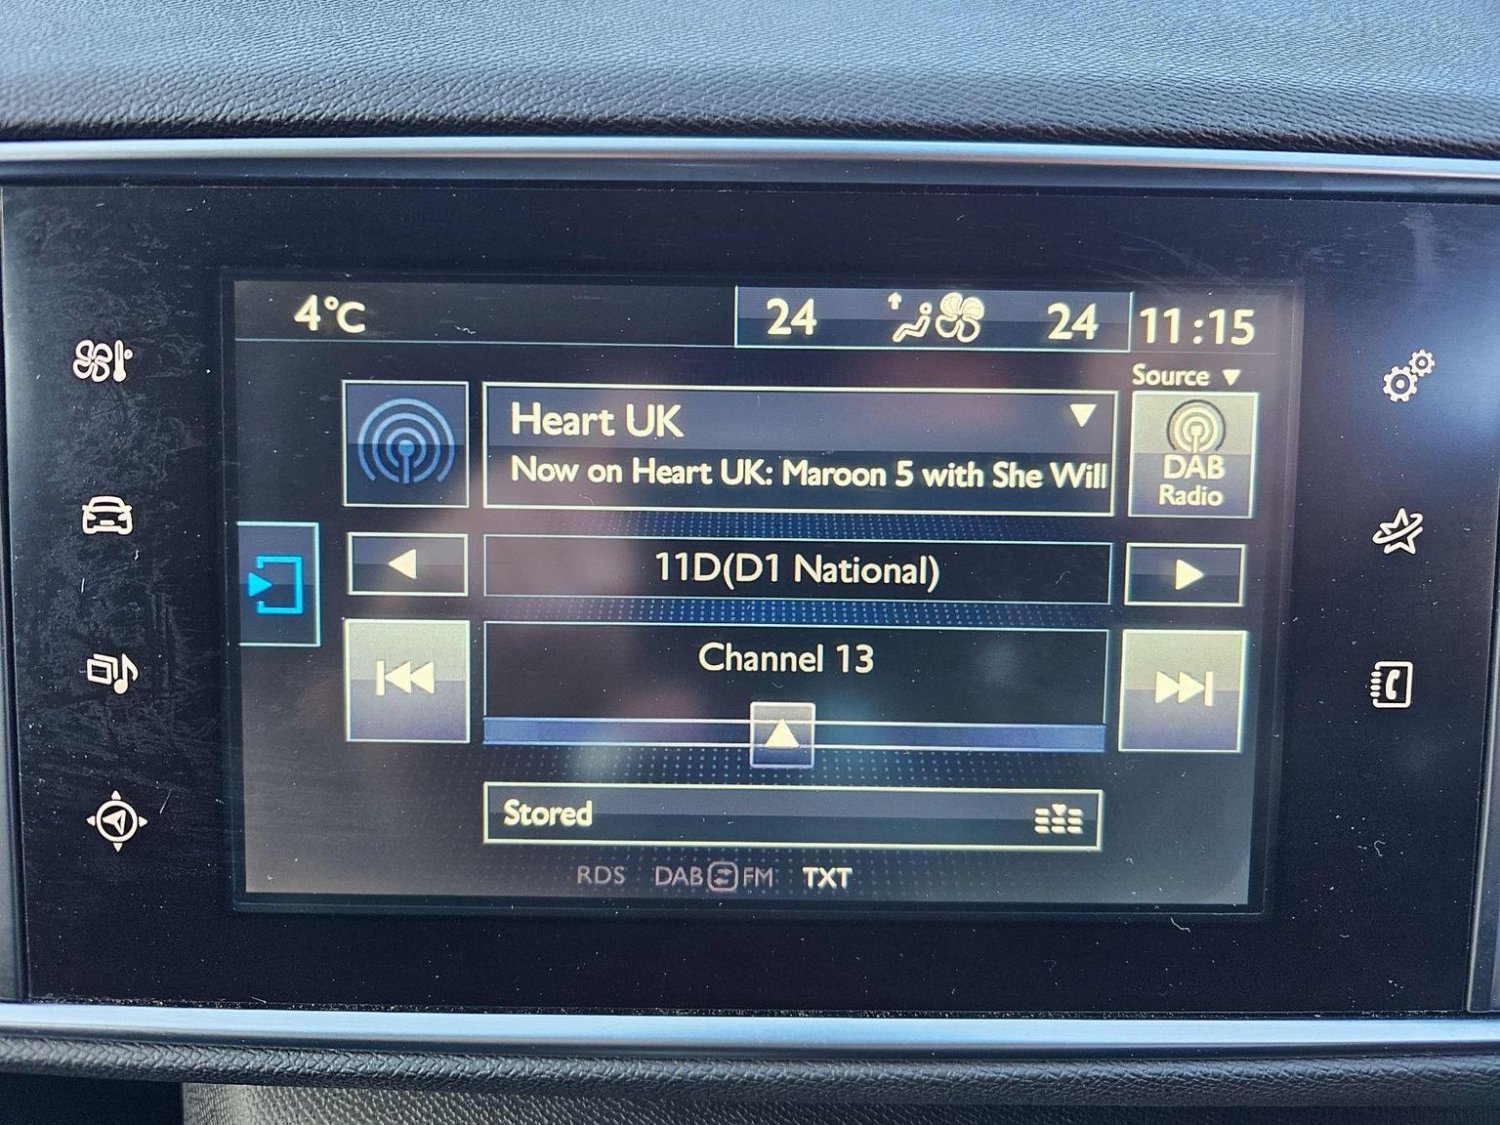 4°C 24 24 11:15
Source
Heart UK
Now on Heart UK: Maroon 5 with She Will
DAB
Radio
11D(D1 National)
Channel 13
Stored
RDS DAB FM TXT